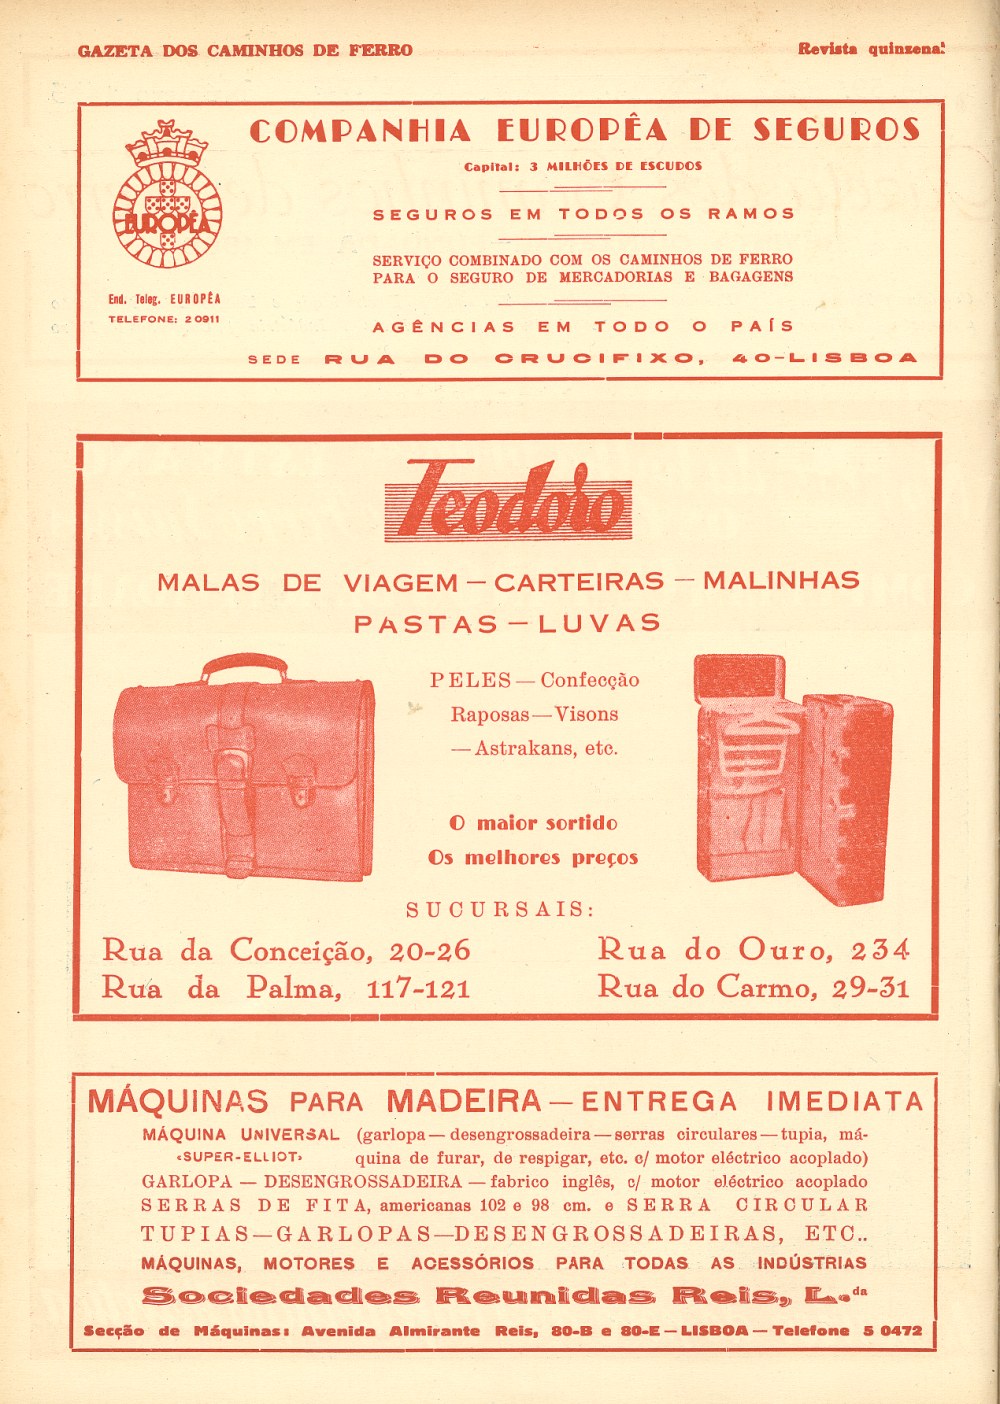 GAZETA DOS CAMINHOS DE FERRO
Revista quinzenal
COMPANHIA EUROPÊA DE SEGUROS
Capital: 3 MILHÕES DE ESCUDOS
EUROPÊA
SEGUROS EM TODOS OS RAMOS
SERVIÇO COMBINADO COM OS CAMINHOS DE FERRO
PARA O SEGURO DE MERCADORIAS E BAGAGENS
End. Teleg. EUROPÊA
TELEFONE: 20911
AGÊNCIAS EM TODO O PAÍS
SEDE RUA DO CRUCIFIXO, 40-LISBOA
Teodoro
MALAS DE VIAGEM — CARTEIRAS — MALINHAS
PASTAS — LUVAS
PELES — Confecção
Raposas — Visons
— Astrakans, etc.
O maior sortido
Os melhores preços
SUCURSAIS:
Rua da Conceição, 20-26
Rua da Palma, 117-121
Rua do Ouro, 234
Rua do Carmo, 29-31
MÁQUINAS PARA MADEIRA — ENTREGA IMEDIATA
MÁQUINA UNIVERSAL (garlopa — desengrossadeira — serras circulares — tupia, má-
‹SUPER-ELLIOT› quina de furar, de respigar, etc. c/ motor eléctrico acoplado)
GARLOPA — DESENGROSSADEIRA — fabrico inglês, c/ motor eléctrico acoplado
SERRAS DE FITA, americanas 102 e 98 cm. e SERRA CIRCULAR
TUPIAS—GARLOPAS—DESENGROSSADEIRAS, ETC..
MÁQUINAS, MOTORES E ACESSÓRIOS PARA TODAS AS INDÚSTRIAS
Sociedades Reunidas Reis, L.da
Secção de Máquinas: Avenida Almirante Reis, 80-B e 80-E — LISBOA — Telefone 5 0472